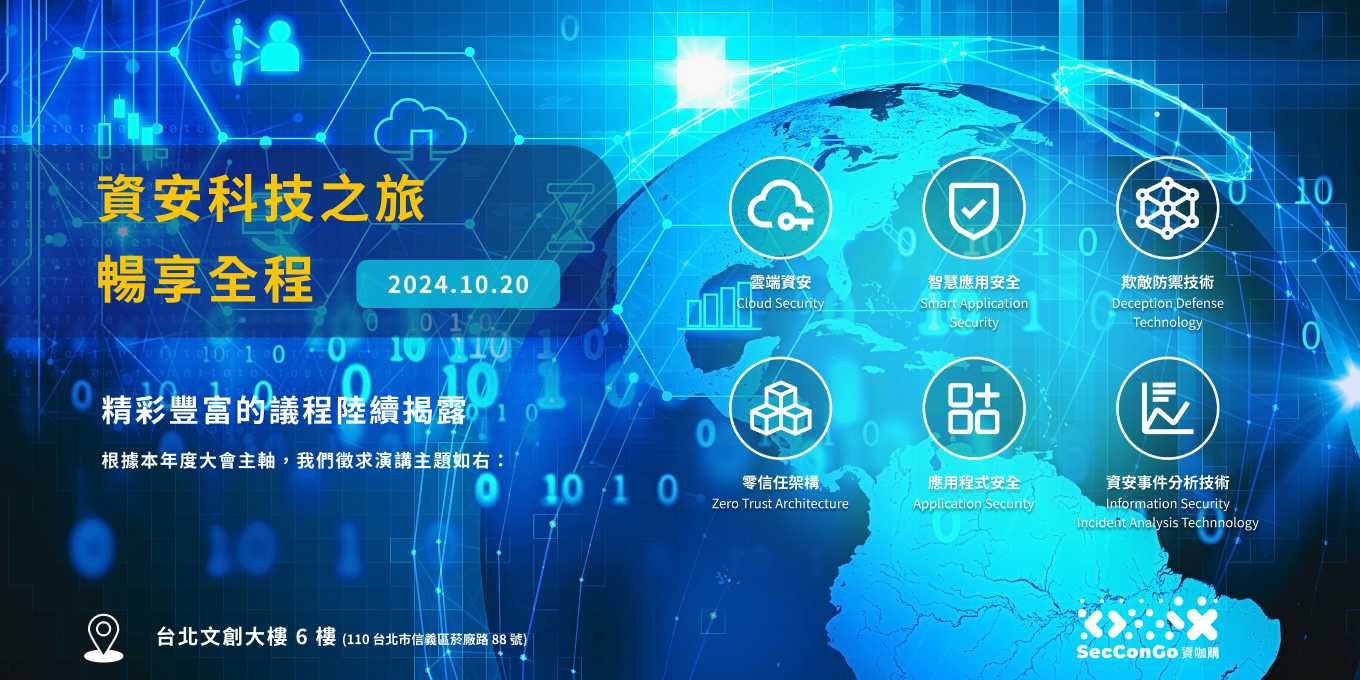 資安科技之旅
暢享全程
2024.10.20
精彩豐富的議程陸續揭露
根據本年度大會主軸，我們徵求演講主題如右：
雲端資安
Cloud Security
智慧應用安全
Smart Application
Security
欺敵防禦技術
Deception Defense
Technology
零信任架構
Zero Trust Architecture
應用程式安全
Application Security
資安事件分析技術
Information Security
Incident Analysis Technnology
台北文創大樓 6 樓 (110 台北市信義區菸廠路 88 號)
SecConGo 資咖購